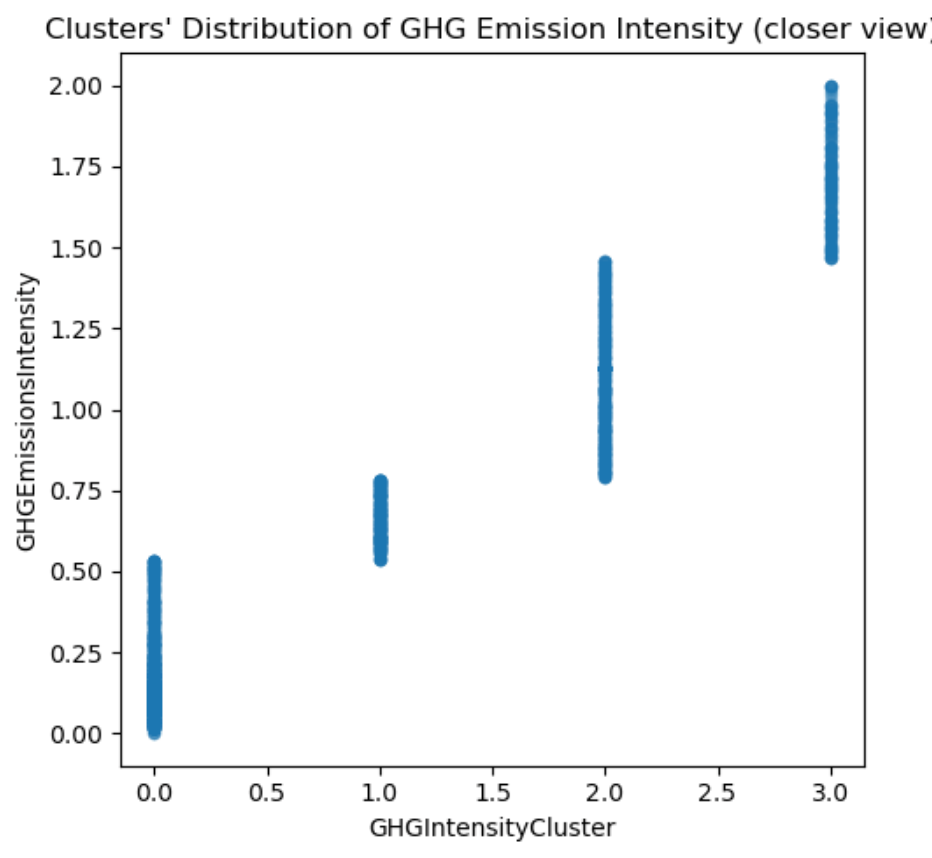 Clusters' Distribution of GHG Emission Intensity (closer view)
2.00
1.75
1.50
1.25
1.00
0.75
0.50
0.25
0.00
GHGEmissionsIntensity
0.0 0.5 1.0 1.5 2.0 2.5 3.0
GHGIntensityCluster